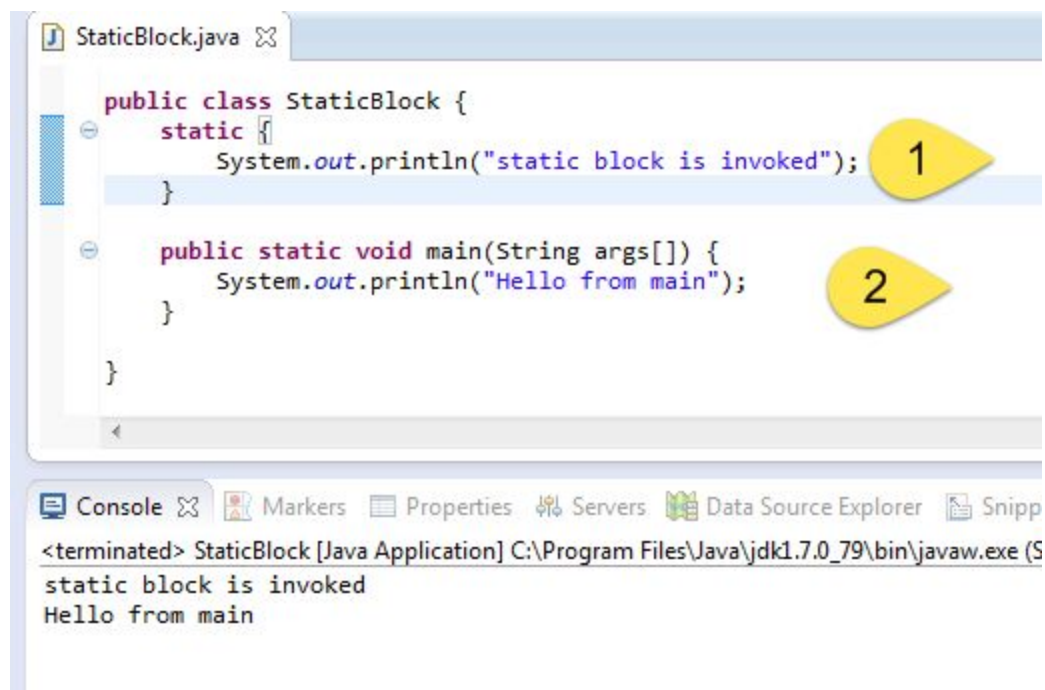 StaticBlock.java
public class StaticBlock {
static {
System.out.println("static block is invoked");
1
}
public static void main(String args[]) {
System.out.println("Hello from main");
2
}
}
Console Markers Properties Servers Data Source Explorer Snipp
<terminated> StaticBlock [Java Application] C:\Program Files\Java\jdk1.7.0_79\bin\javaw.exe (S
static block is invoked
Hello from main